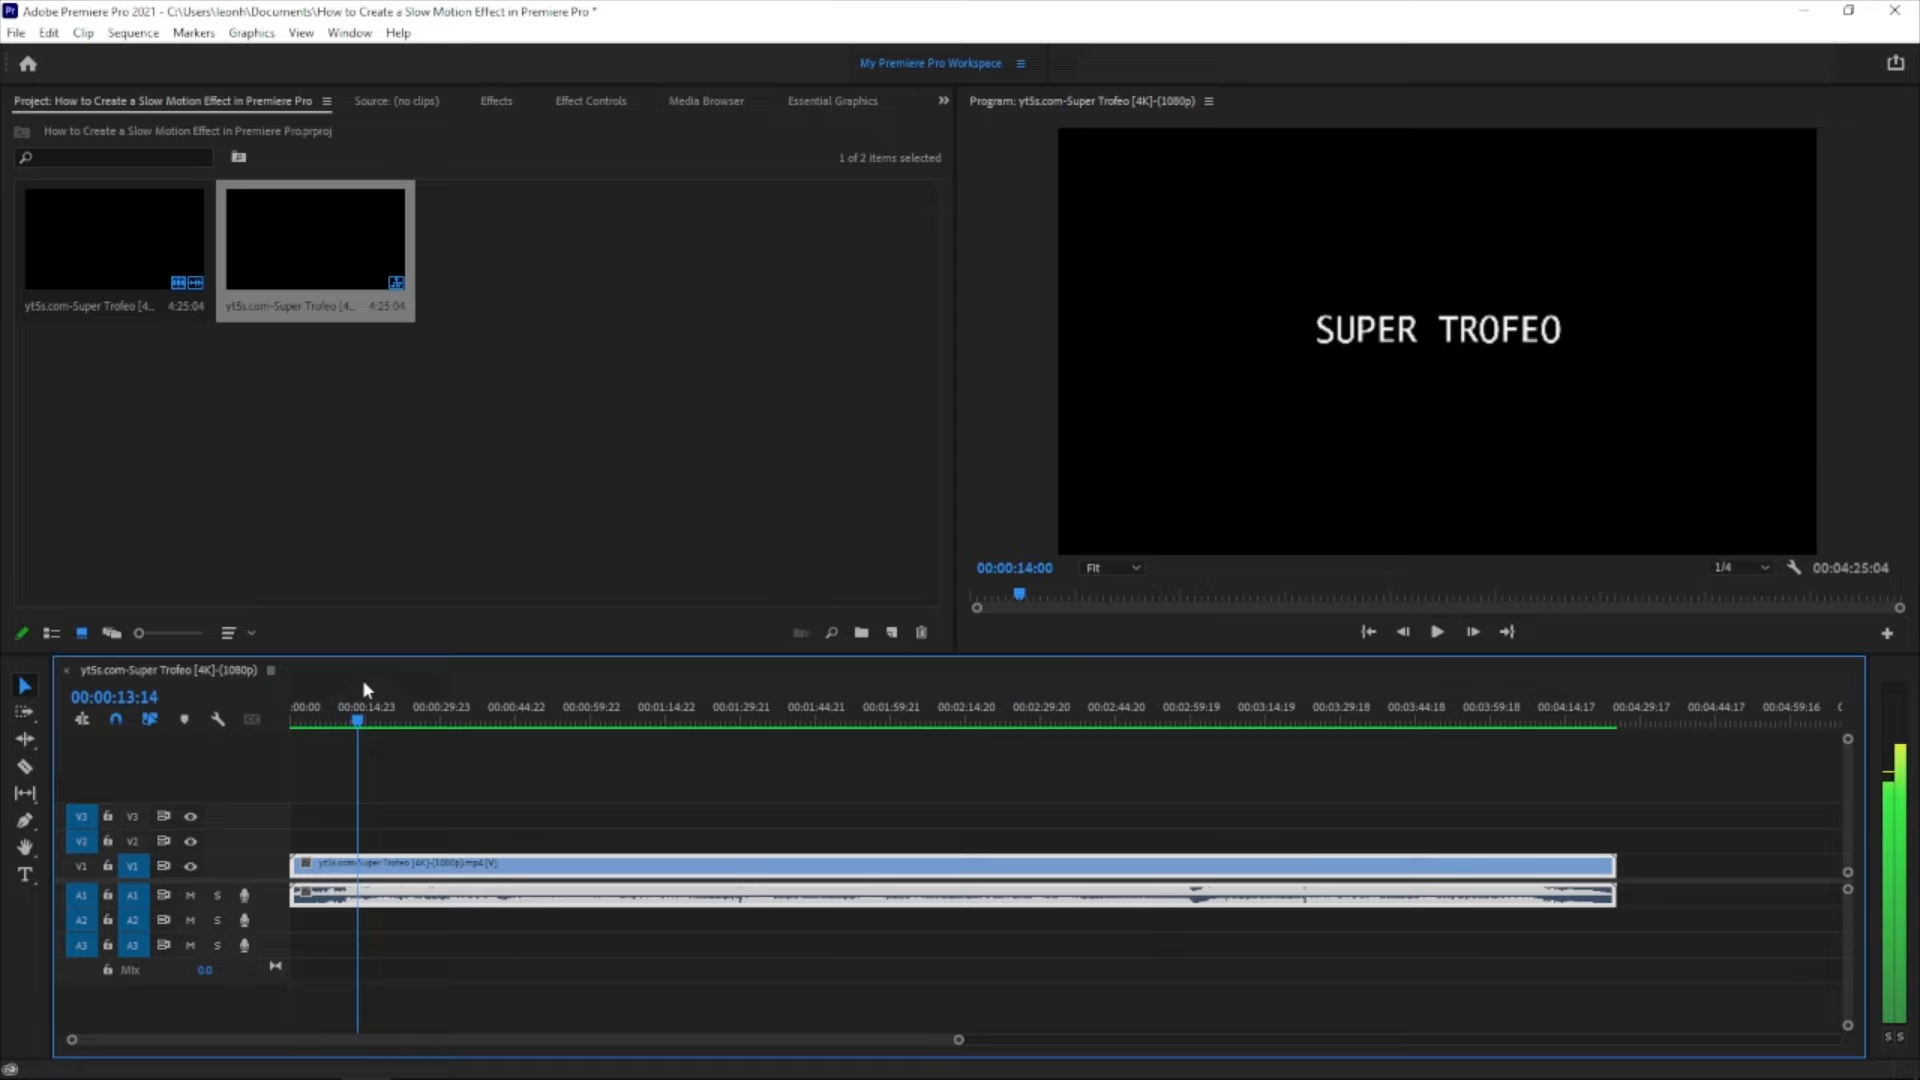 Adobe Premiere Pro 2021 - C:\Users\leonh\Documents\How to Create a Slow Motion Effect in Premiere Pro *
File Edit Clip Sequence Markers Graphics View Window Help
My Premiere Pro Workspace
Project: How to Create a Slow Motion Effect in Premiere Pro Source: (no clips) Effects Effect Controls Media Browser Essential Graphics
Program: yt5s.com-Super Trofeo [4K]-(1080p)
How to Create a Slow Motion Effect in Premiere Pro.prproj
1 of 2 items selected
yt5s.com-Super Trofeo [4... 4:25:04
yt5s.com-Super Trofeo [4... 4:25:04
SUPER TROFEO
00:00:14:00 Fit 1/4 00:04:25:04
yt5s.com-Super Trofeo [4K]-(1080p)
00:00:13:14
:00:00 00:00:14:23 00:00:29:23 00:00:44:22 00:00:59:22 00:01:14:22 00:01:29:21 00:01:44:21 00:01:59:21 00:02:14:20 00:02:29:20 00:02:44:20 00:02:59:19 00:03:14:19 00:03:29:18 00:03:44:18 00:03:59:18 00:04:14:17 00:04:29:17 00:04:44:17 00:04:59:16
V3 V3
V2 V2
V1 V1 yt5s.com-Super Trofeo [4K]-(1080p).mp4 [V]
A1 A1 M S
A2 A2 M S
A3 A3 M S
Mix 0.0
S S